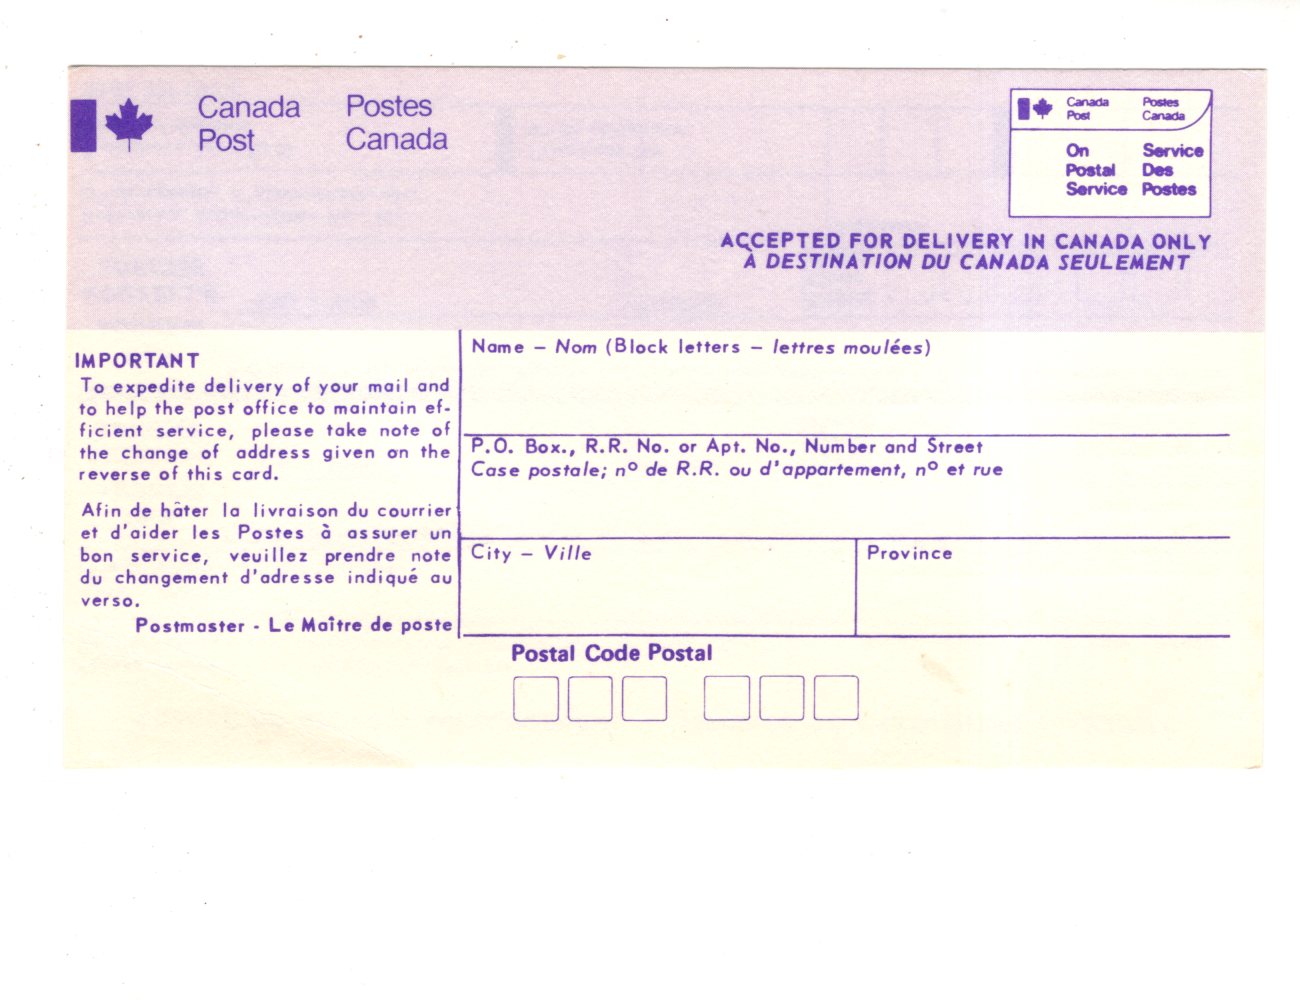 Canada Postes
Post Canada
Canada Postes
Post Canada
On Service
Postal Des
Service Postes
ACCEPTED FOR DELIVERY IN CANADA ONLY
À DESTINATION DU CANADA SEULEMENT
IMPORTANT
To expedite delivery of your mail and
to help the post office to maintain ef-
ficient service, please take note of
the change of address given on the
reverse of this card.
Afin de hâter la livraison du courrier
et d'aider les Postes à assurer un
bon service, veuillez prendre note
du changement d'adresse indiqué au
verso.
Postmaster - Le Maître de poste
Name – Nom (Block letters – lettres moulées)
P.O. Box., R.R. No. or Apt. No., Number and Street
Case postale; nº de R.R. ou d'appartement, nº et rue
City – Ville
Province
Postal Code Postal